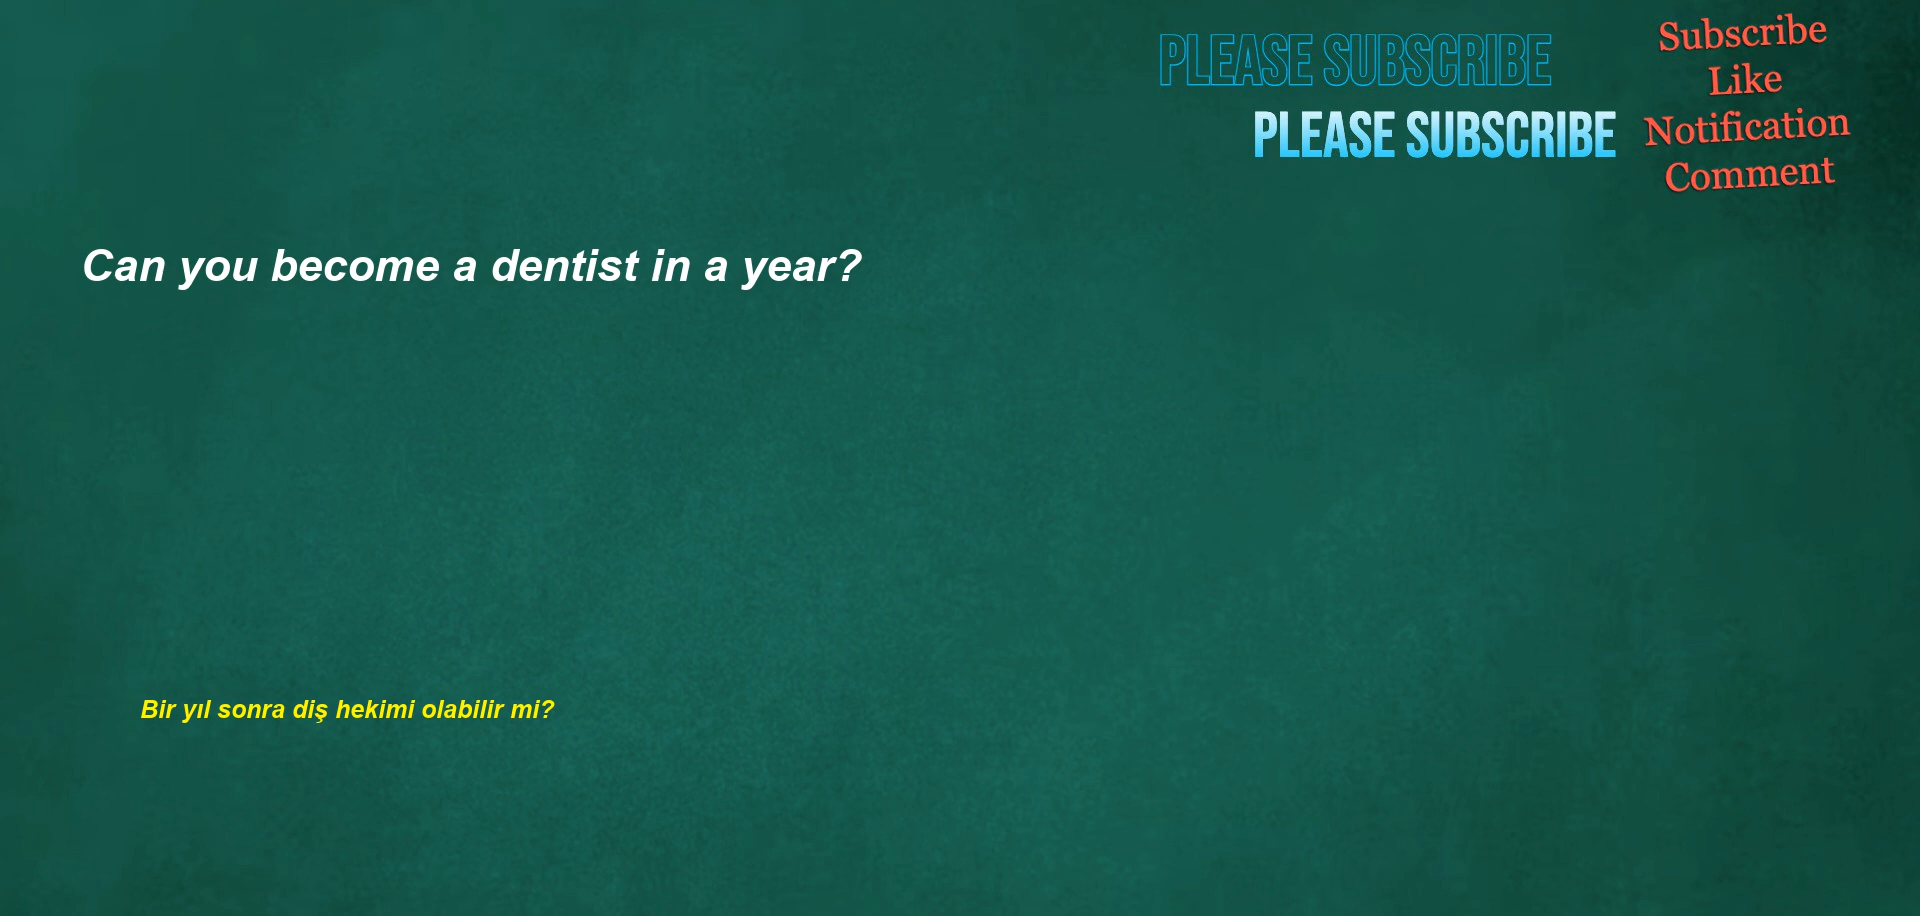 PLEASE SUBSCRIBE
PLEASE SUBSCRIBE
Subscribe
Like
Notification
Comment
Can you become a dentist in a year?
Bir yıl sonra diş hekimi olabilir mi?